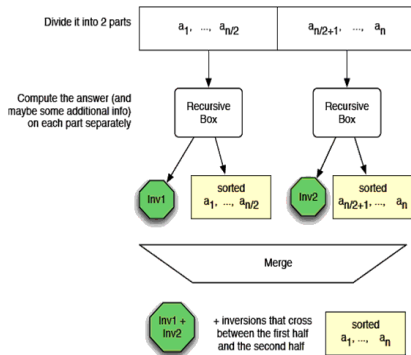 Divide it into 2 parts
a1, ..., an/2
an/2+1, ..., an
Compute the answer (and
maybe some additional info)
on each part separately
Recursive
Box
Recursive
Box
Inv1
sorted
a1, ..., an/2
Inv2
sorted
an/2+1, ..., an
Merge
Inv1 +
Inv2
+ inversions that cross
between the first half
and the second half
sorted
a1, ..., an